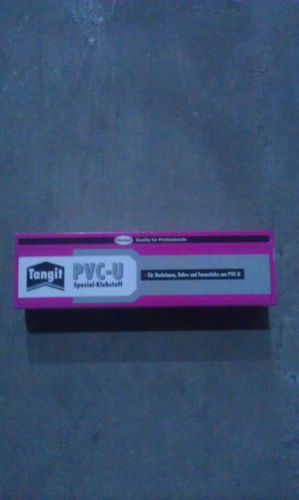 Quality for Professionals
Tangit
PVC-U
Spezial-Klebstoff
Für Druckrohre, Rohre und Formstücke aus PVC-U